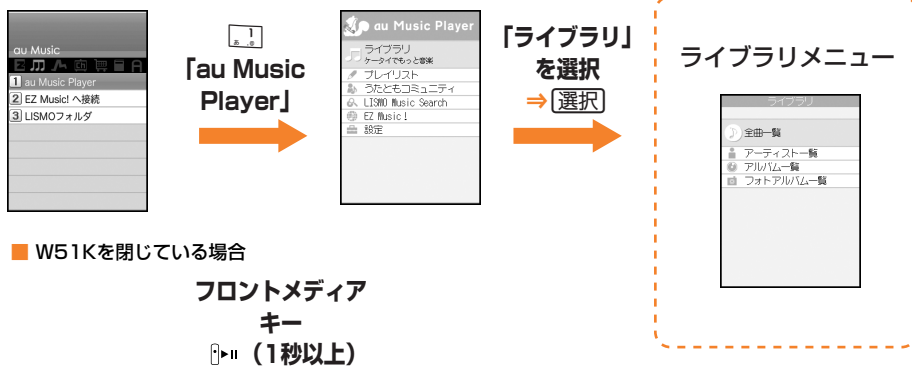 au Music
1 au Music Player
2 EZ Music! へ接続
3 LISMOフォルダ
1
あ .@
「au Music
Player」
au Music Player
ライブラリ
ケータイでもっと音楽
プレイリスト
うたともコミュニティ
LISMO Music Search
EZ Music!
設定
「ライブラリ」
を選択
⇒選択
ライブラリメニュー
ライブラリ
全曲一覧
アーティスト一覧
アルバム一覧
フォトアルバム一覧
■ W51Kを閉じている場合
フロントメディア
キー
（1秒以上）